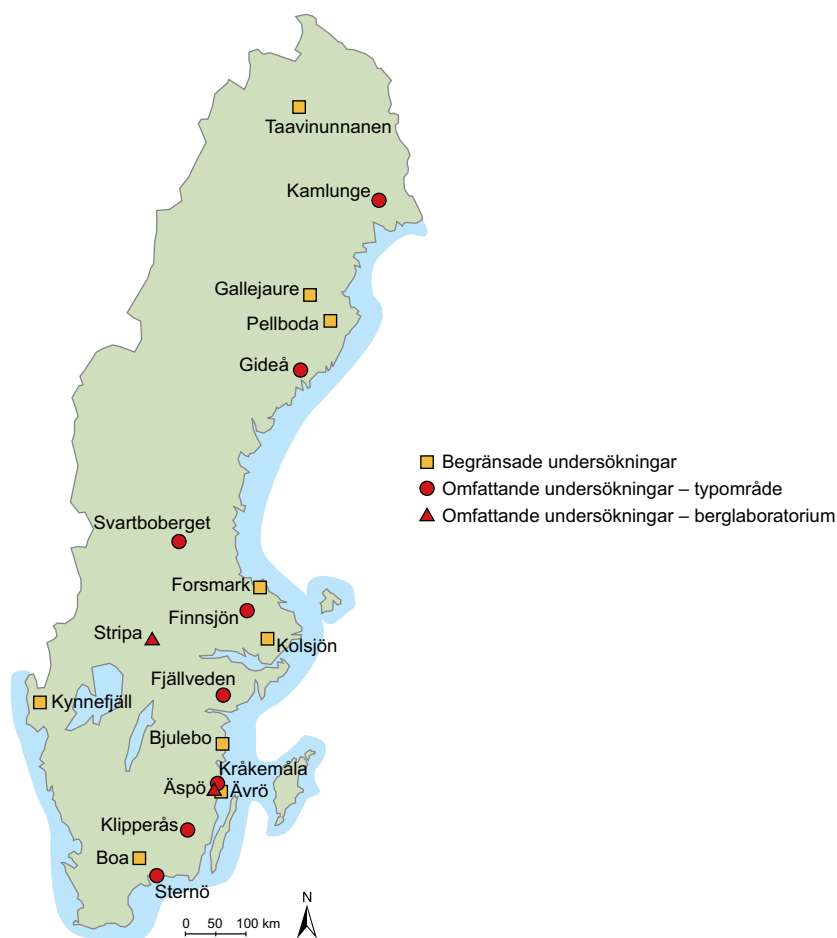 Taavinunnanen
Kamlunge
Gallejaure
Pellboda
Gideå
Begränsade undersökningar
Omfattande undersökningar – typområde
Omfattande undersökningar – berglaboratorium
Svartboberget
Forsmark
Finnsjön
Stripa
Kolsjön
Fjällveden
Kynnefjäll
Bjulebo
Kråkemåla
Äspö
Ävrö
Klipperås
Boa
Sternö
N
0 50 100 km